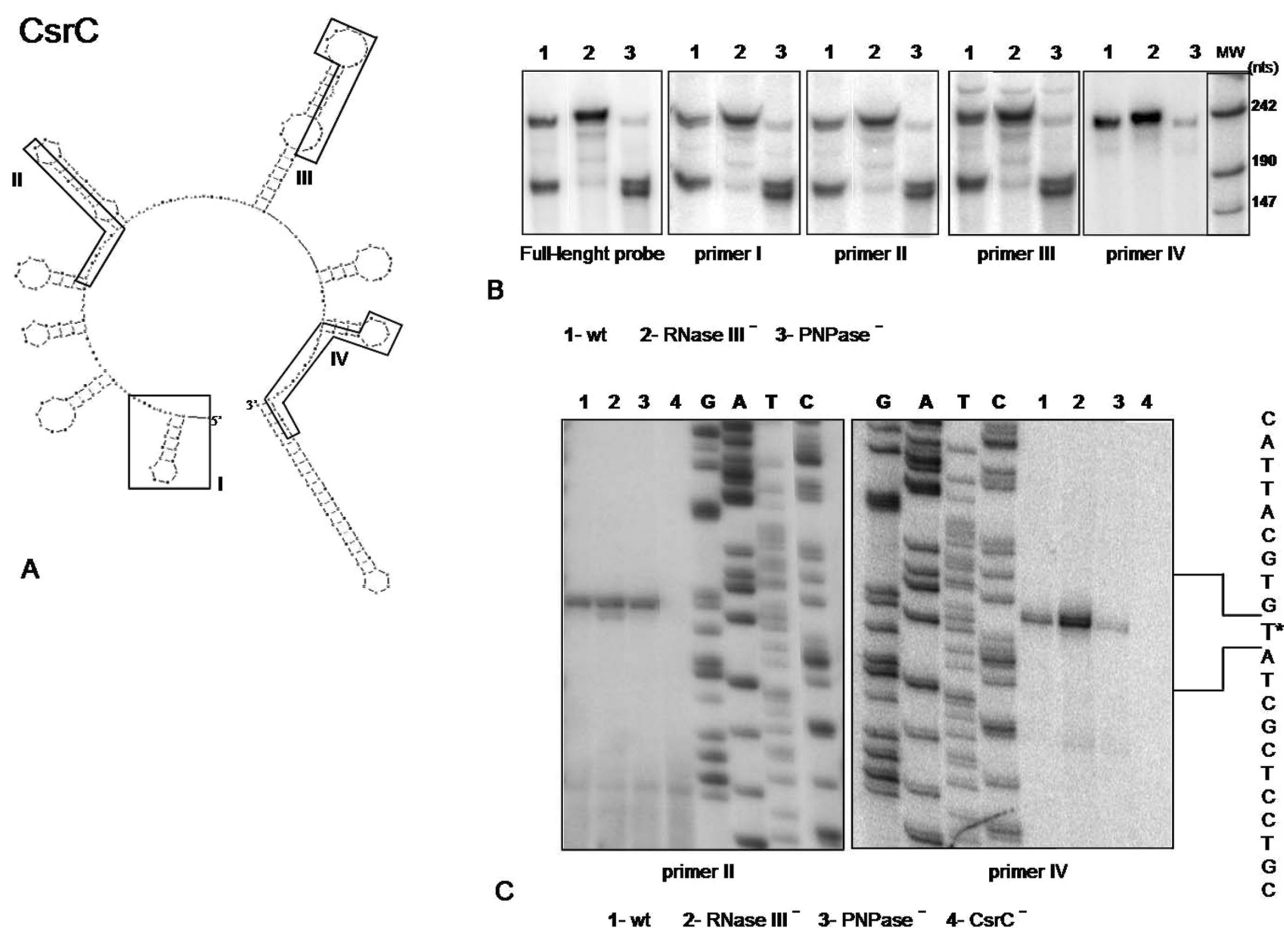 CsrC
II
III
IV
3'
5'
I
A
1 2 3
1 2 3
1 2 3
1 2 3
1 2 3 MW
(nts)
242
190
147
Full-lenght probe
primer I
primer II
primer III
primer IV
B
1- wt 2- RNase III⁻ 3- PNPase⁻
1 2 3 4 G A T C
G A T C 1 2 3 4
C
A
T
T
A
C
G
T
G
T*
A
T
C
G
C
T
C
C
T
G
C
primer II
primer IV
C
1- wt 2- RNase III⁻ 3- PNPase⁻ 4- CsrC⁻